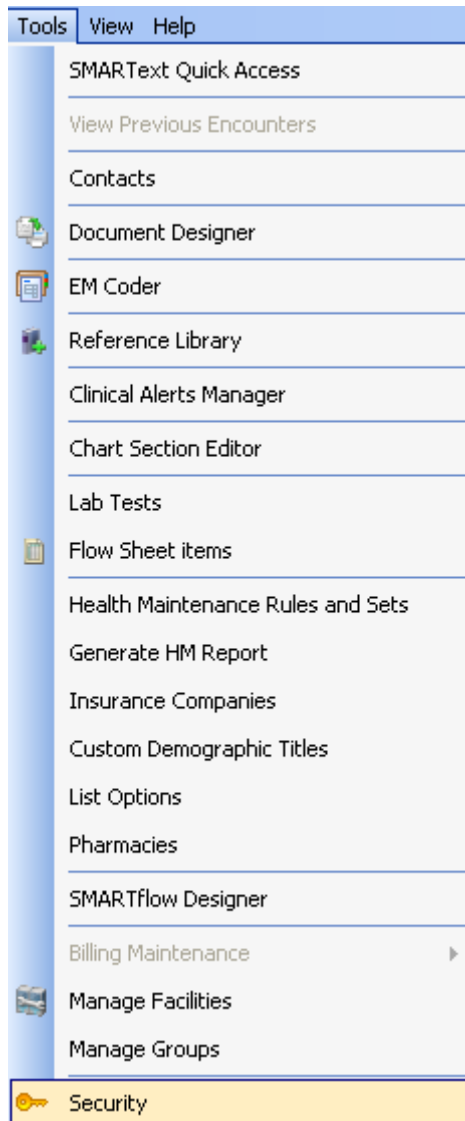 Tools View Help
SMARText Quick Access
View Previous Encounters
Contacts
Document Designer
EM Coder
Reference Library
Clinical Alerts Manager
Chart Section Editor
Lab Tests
Flow Sheet items
Health Maintenance Rules and Sets
Generate HM Report
Insurance Companies
Custom Demographic Titles
List Options
Pharmacies
SMARTflow Designer
Billing Maintenance
Manage Facilities
Manage Groups
Security